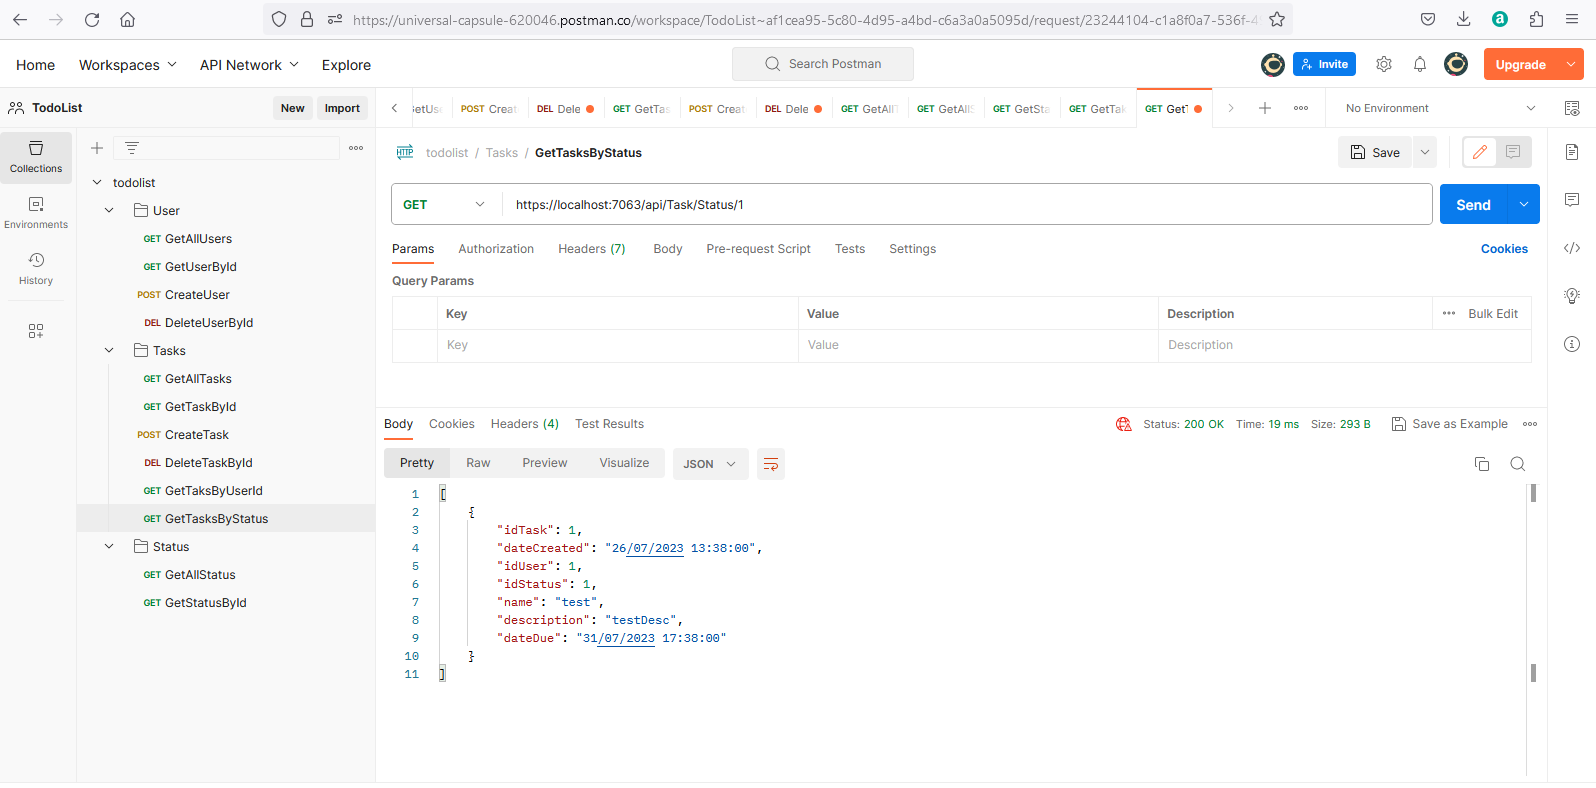 https://universal-capsule-620046.postman.co/workspace/TodoList~af1cea95-5c80-4d95-a4bd-c6a3a0a5095d/request/23244104-c1a8f0a7-536f-4
Home Workspaces API Network Explore Search Postman Invite Upgrade
TodoList New Import
POST Creat DEL Dele GET GetTas POST Creat DEL Dele GET GetAllT GET GetAllS GET GetSta GET GetTak GET GetT No Environment
Collections
Environments
History
todolist
User
GET GetAllUsers
GET GetUserById
POST CreateUser
DEL DeleteUserById
Tasks
GET GetAllTasks
GET GetTaskById
POST CreateTask
DEL DeleteTaskById
GET GetTaksByUserId
GET GetTasksByStatus
Status
GET GetAllStatus
GET GetStatusById
HTTP todolist / Tasks / GetTasksByStatus Save
GET https://localhost:7063/api/Task/Status/1 Send
Params Authorization Headers (7) Body Pre-request Script Tests Settings Cookies
Query Params
Key Value Description Bulk Edit
Key Value Description
Body Cookies Headers (4) Test Results Status: 200 OK Time: 19 ms Size: 293 B Save as Example
Pretty Raw Preview Visualize JSON
1 [
2 {
3 "idTask": 1,
4 "dateCreated": "26/07/2023 13:38:00",
5 "idUser": 1,
6 "idStatus": 1,
7 "name": "test",
8 "description": "testDesc",
9 "dateDue": "31/07/2023 17:38:00"
10 }
11 ]